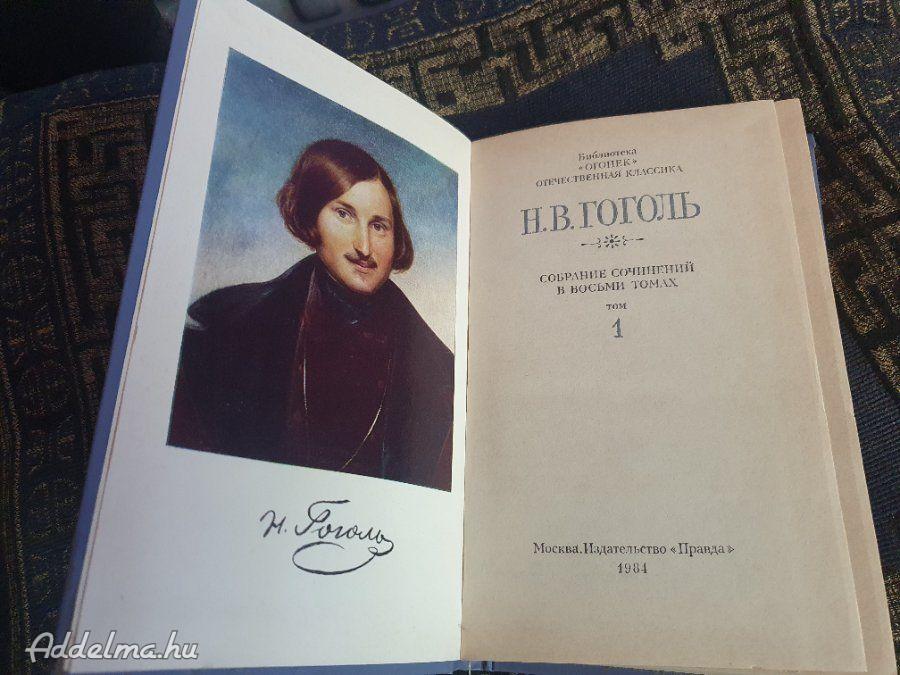 Библиотека
"ОГОНЕК"
ОТЕЧЕСТВЕННАЯ КЛАССИКА
Н.В.ГОГОЛЬ
СОБРАНИЕ СОЧИНЕНИЙ
В ВОСЬМИ ТОМАХ
ТОМ
1
Москва. Издательство «Правда»
1984
Н. Гоголь
Addelma.hu